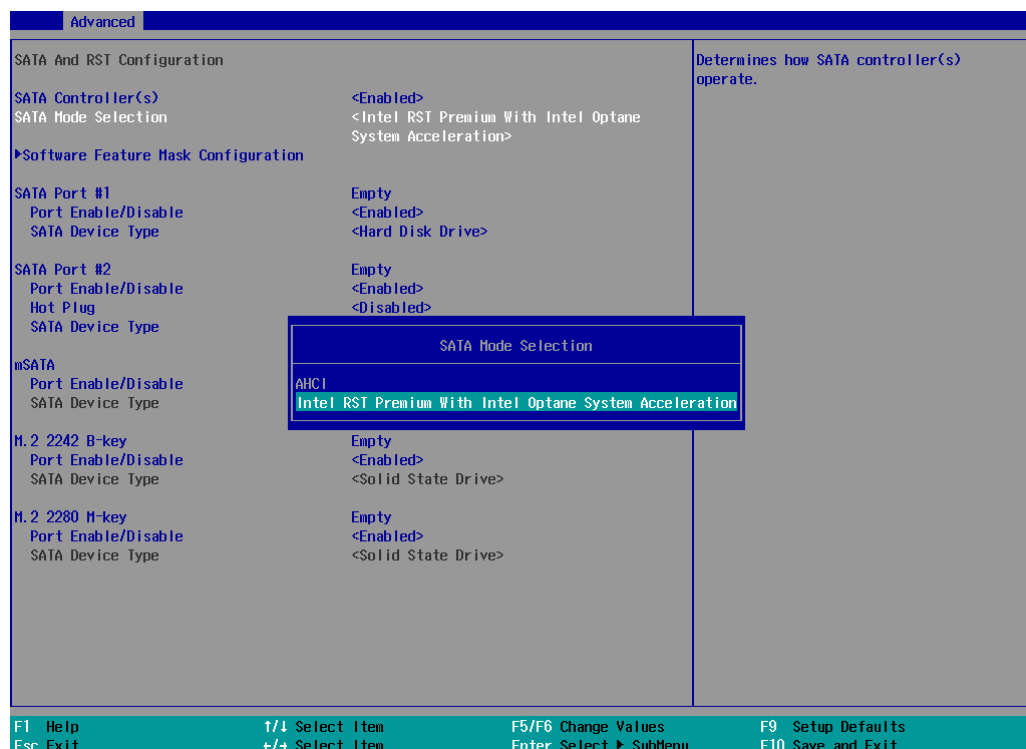 Advanced
SATA And RST Configuration
Determines how SATA controller(s)
operate.
SATA Controller(s) <Enabled>
SATA Mode Selection <Intel RST Premium With Intel Optane
System Acceleration>
▶Software Feature Mask Configuration
SATA Port #1 Empty
Port Enable/Disable <Enabled>
SATA Device Type <Hard Disk Drive>
SATA Port #2 Empty
Port Enable/Disable <Enabled>
Hot Plug <Disabled>
SATA Device Type
mSATA
Port Enable/Disable
SATA Device Type
SATA Mode Selection
AHCI
Intel RST Premium With Intel Optane System Acceleration
M.2 2242 B-key Empty
Port Enable/Disable <Enabled>
SATA Device Type <Solid State Drive>
M.2 2280 M-key Empty
Port Enable/Disable <Enabled>
SATA Device Type <Solid State Drive>
F1 Help ↑/↓ Select Item F5/F6 Change Values F9 Setup Defaults
Esc Exit ←/→ Select Item Enter Select ▶ SubMenu F10 Save and Exit